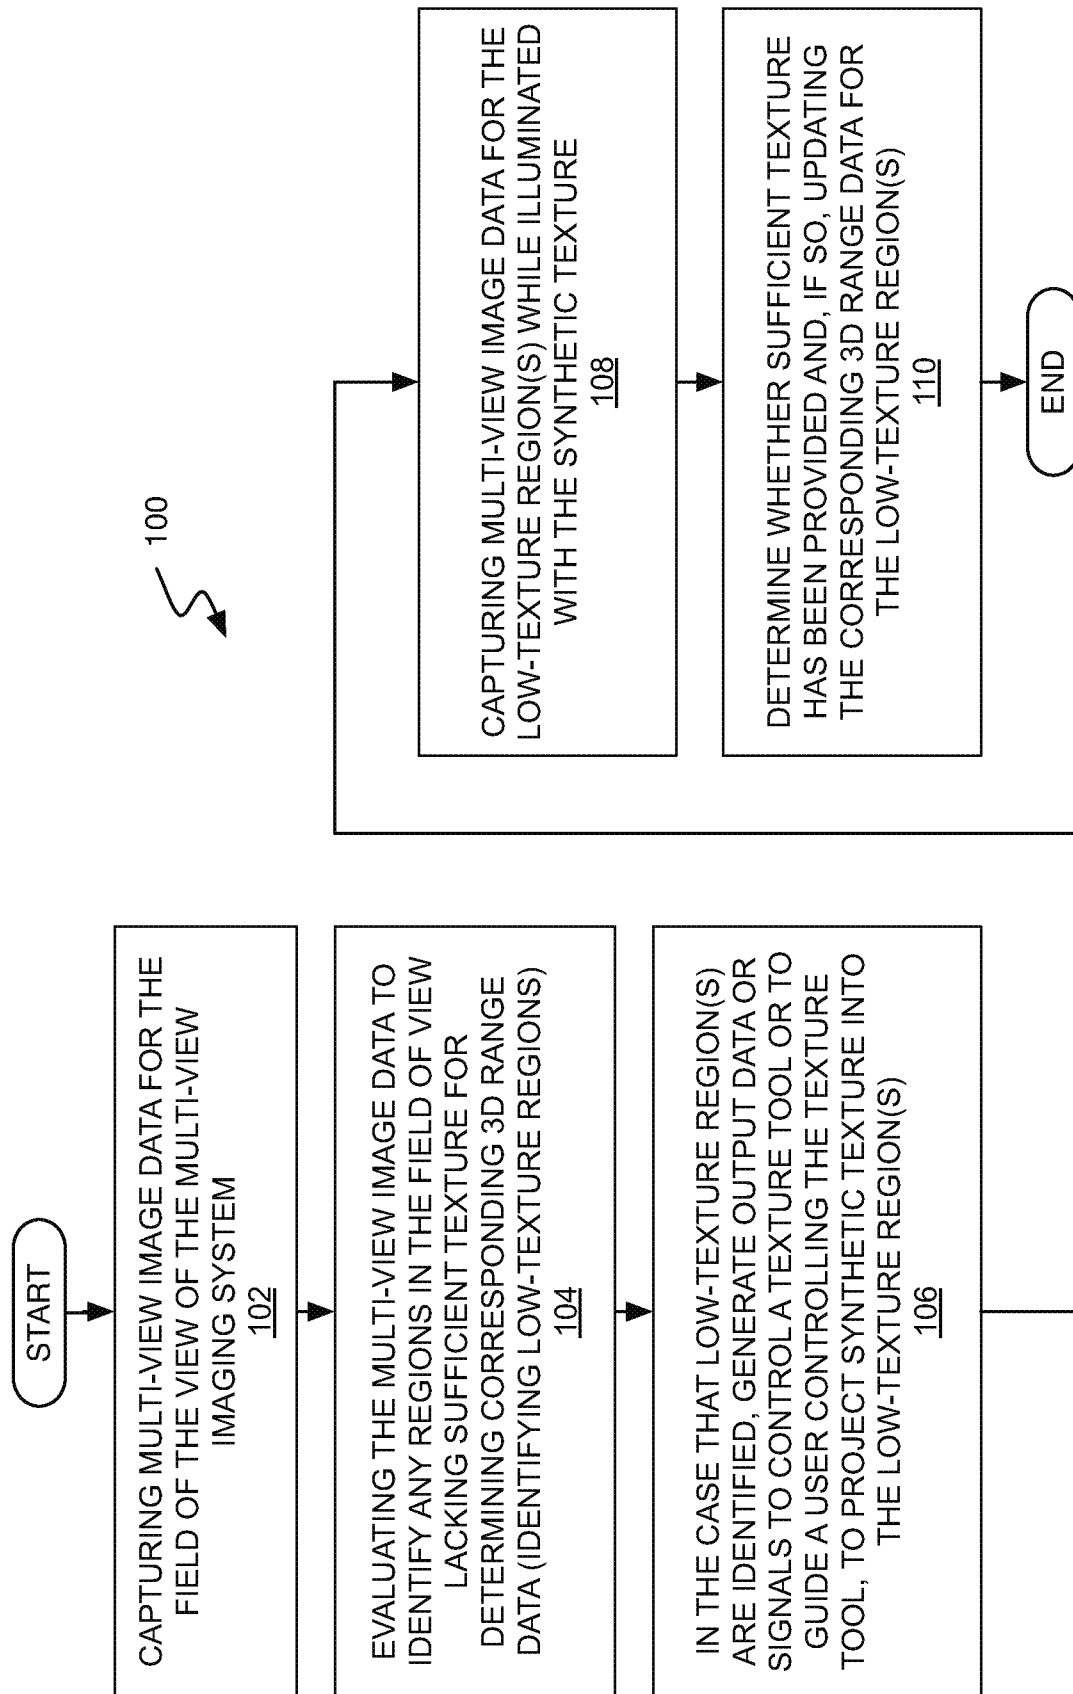 100
START
CAPTURING MULTI-VIEW IMAGE DATA FOR THE
FIELD OF THE VIEW OF THE MULTI-VIEW
IMAGING SYSTEM
102
EVALUATING THE MULTI-VIEW IMAGE DATA TO
IDENTIFY ANY REGIONS IN THE FIELD OF VIEW
LACKING SUFFICIENT TEXTURE FOR
DETERMINING CORRESPONDING 3D RANGE
DATA (IDENTIFYING LOW-TEXTURE REGIONS)
104
IN THE CASE THAT LOW-TEXTURE REGION(S)
ARE IDENTIFIED, GENERATE OUTPUT DATA OR
SIGNALS TO CONTROL A TEXTURE TOOL OR TO
GUIDE A USER CONTROLLING THE TEXTURE
TOOL, TO PROJECT SYNTHETIC TEXTURE INTO
THE LOW-TEXTURE REGION(S)
106
CAPTURING MULTI-VIEW IMAGE DATA FOR THE
LOW-TEXTURE REGION(S) WHILE ILLUMINATED
WITH THE SYNTHETIC TEXTURE
108
DETERMINE WHETHER SUFFICIENT TEXTURE
HAS BEEN PROVIDED AND, IF SO, UPDATING
THE CORRESPONDING 3D RANGE DATA FOR
THE LOW-TEXTURE REGION(S)
110
END